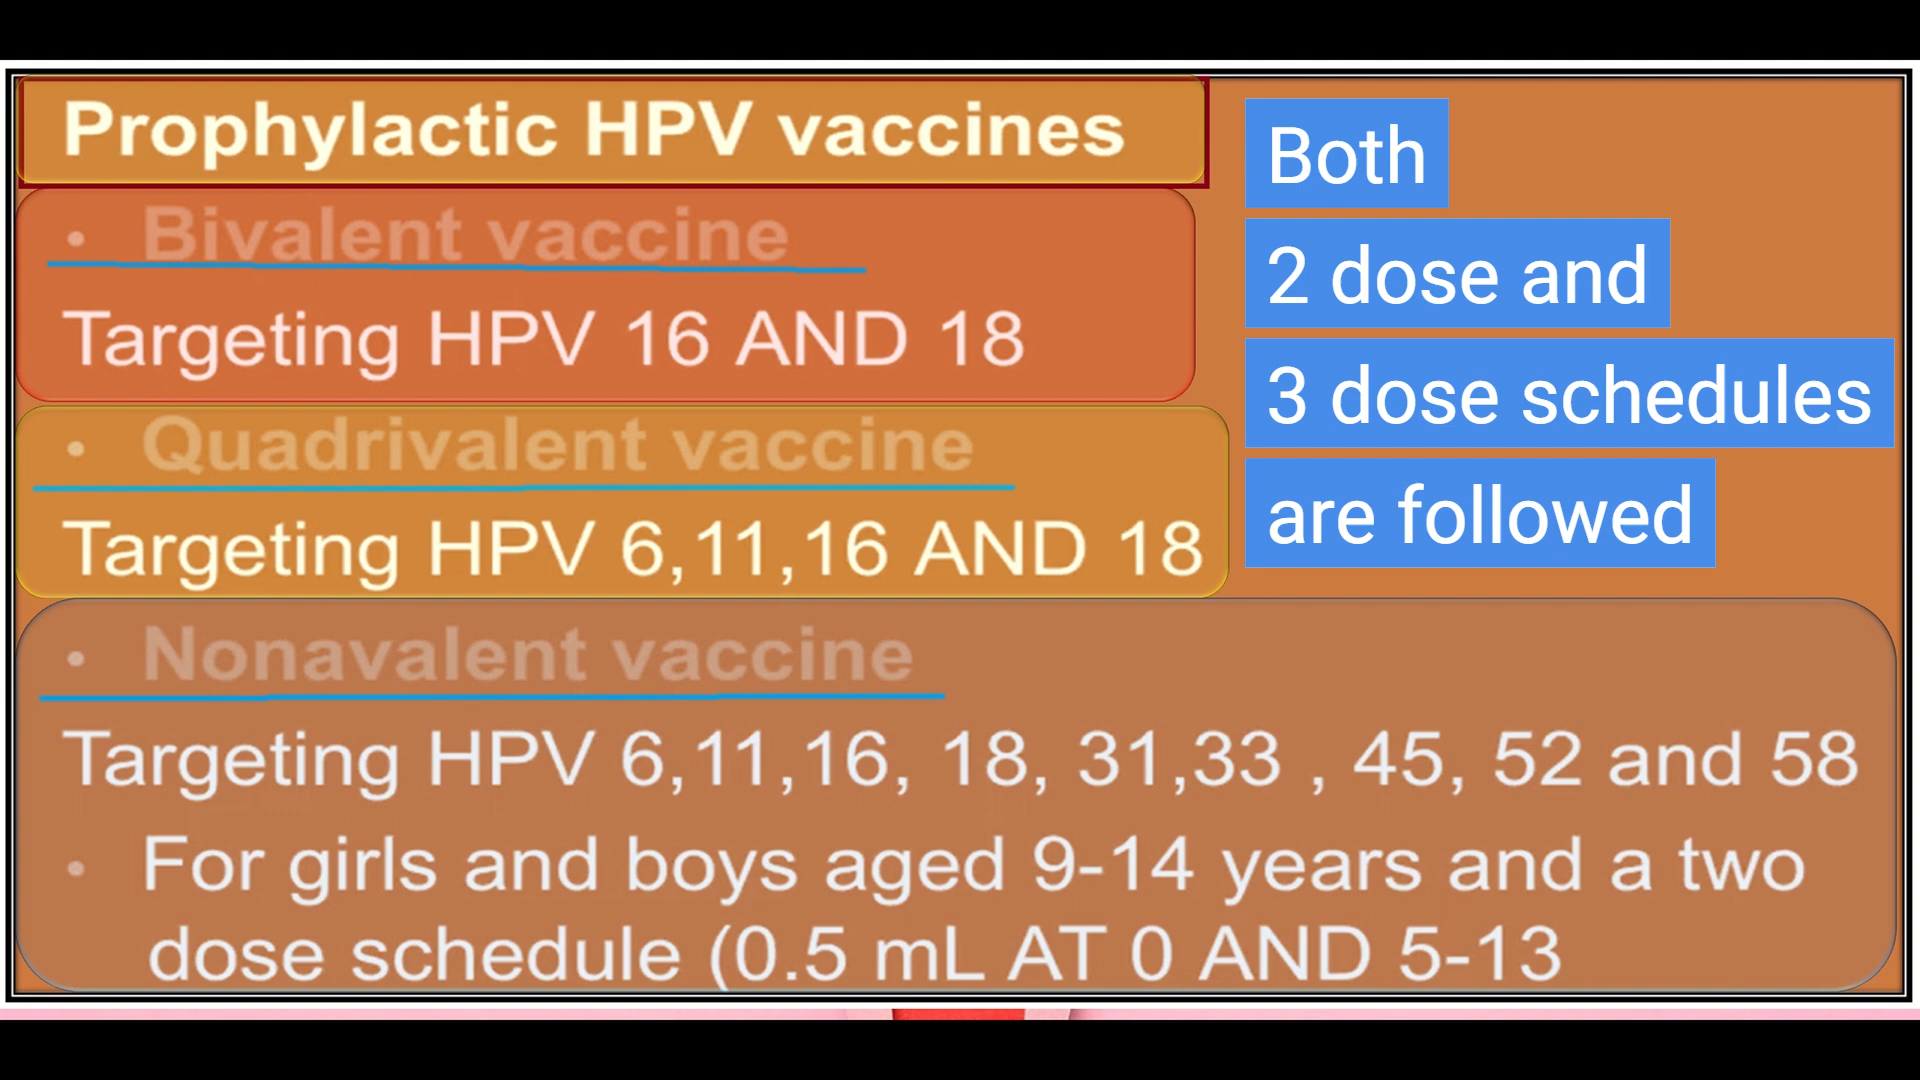 Prophylactic HPV vaccines
• Bivalent vaccine
Targeting HPV 16 AND 18
• Quadrivalent vaccine
Targeting HPV 6,11,16 AND 18
• Nonavalent vaccine
Targeting HPV 6,11,16, 18, 31,33 , 45, 52 and 58
• For girls and boys aged 9-14 years and a two
dose schedule (0.5 mL AT 0 AND 5-13
Both
2 dose and
3 dose schedules
are followed